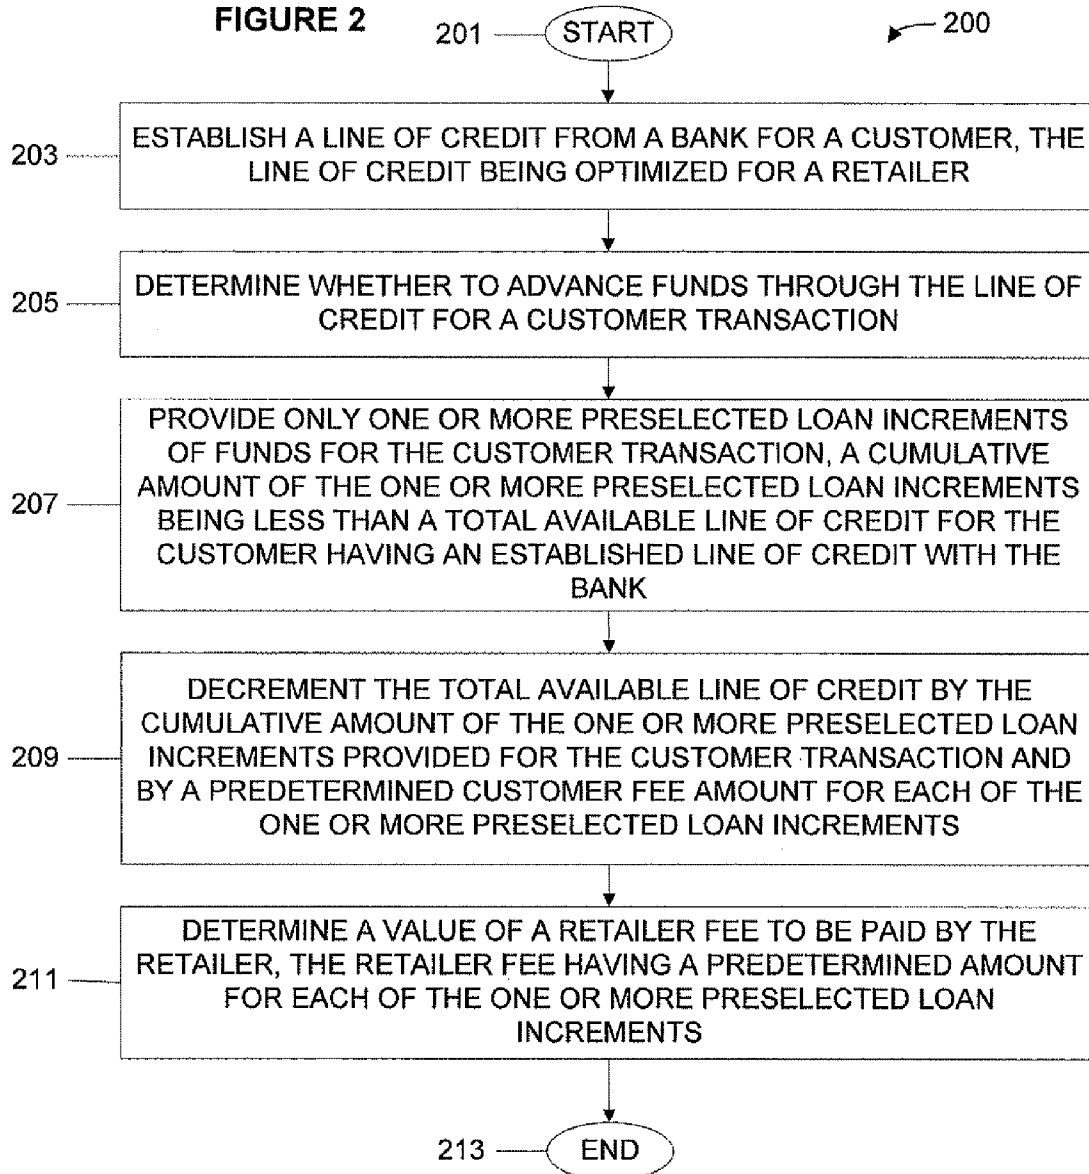 FIGURE 2
201
START
200
203
ESTABLISH A LINE OF CREDIT FROM A BANK FOR A CUSTOMER, THE
LINE OF CREDIT BEING OPTIMIZED FOR A RETAILER
205
DETERMINE WHETHER TO ADVANCE FUNDS THROUGH THE LINE OF
CREDIT FOR A CUSTOMER TRANSACTION
207
PROVIDE ONLY ONE OR MORE PRESELECTED LOAN INCREMENTS
OF FUNDS FOR THE CUSTOMER TRANSACTION, A CUMULATIVE
AMOUNT OF THE ONE OR MORE PRESELECTED LOAN INCREMENTS
BEING LESS THAN A TOTAL AVAILABLE LINE OF CREDIT FOR THE
CUSTOMER HAVING AN ESTABLISHED LINE OF CREDIT WITH THE
BANK
209
DECREMENT THE TOTAL AVAILABLE LINE OF CREDIT BY THE
CUMULATIVE AMOUNT OF THE ONE OR MORE PRESELECTED LOAN
INCREMENTS PROVIDED FOR THE CUSTOMER TRANSACTION AND
BY A PREDETERMINED CUSTOMER FEE AMOUNT FOR EACH OF THE
ONE OR MORE PRESELECTED LOAN INCREMENTS
211
DETERMINE A VALUE OF A RETAILER FEE TO BE PAID BY THE
RETAILER, THE RETAILER FEE HAVING A PREDETERMINED AMOUNT
FOR EACH OF THE ONE OR MORE PRESELECTED LOAN
INCREMENTS
213
END